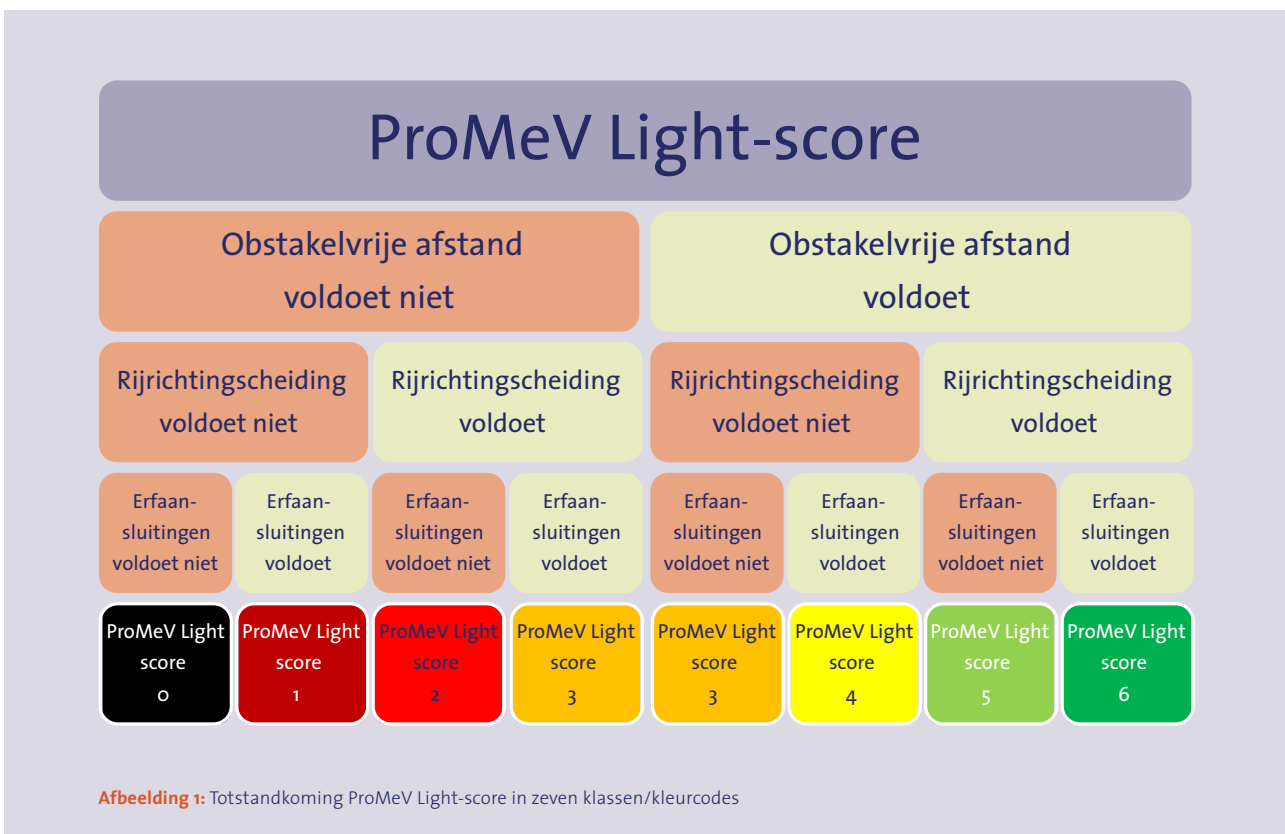 ProMeV Light-score
Obstakelvrije afstand
voldoet niet
Obstakelvrije afstand
voldoet
Rijrichtingscheiding
voldoet niet
Rijrichtingscheiding
voldoet
Rijrichtingscheiding
voldoet niet
Rijrichtingscheiding
voldoet
Erfaan-
sluitingen
voldoet niet
Erfaan-
sluitingen
voldoet
Erfaan-
sluitingen
voldoet niet
Erfaan-
sluitingen
voldoet
Erfaan-
sluitingen
voldoet niet
Erfaan-
sluitingen
voldoet
Erfaan-
sluitingen
voldoet niet
Erfaan-
sluitingen
voldoet
ProMeV Light
score
0
ProMeV Light
score
1
ProMeV Light
score
2
ProMeV Light
score
3
ProMeV Light
score
3
ProMeV Light
score
4
ProMeV Light
score
5
ProMeV Light
score
6
Afbeelding 1: Totstandkoming ProMeV Light-score in zeven klassen/kleurcodes